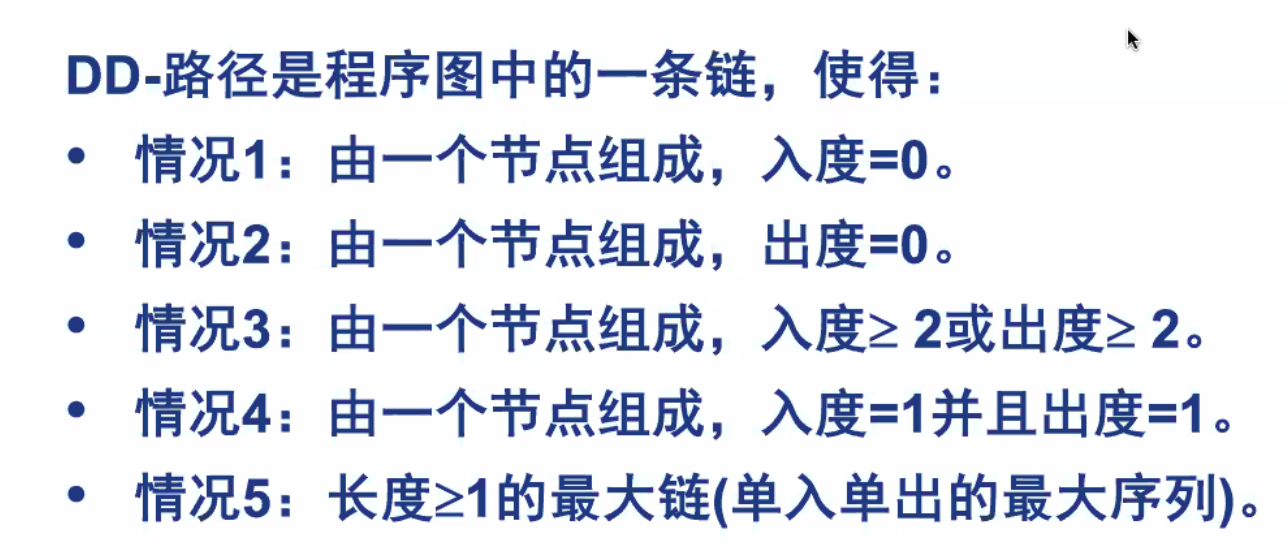 DD-路径是程序图中的一条链，使得：
• 情况1：由一个节点组成，入度=0。
• 情况2：由一个节点组成，出度=0。
• 情况3：由一个节点组成，入度≥ 2或出度≥ 2。
• 情况4：由一个节点组成，入度=1并且出度=1。
• 情况5：长度≥1的最大链(单入单出的最大序列)。